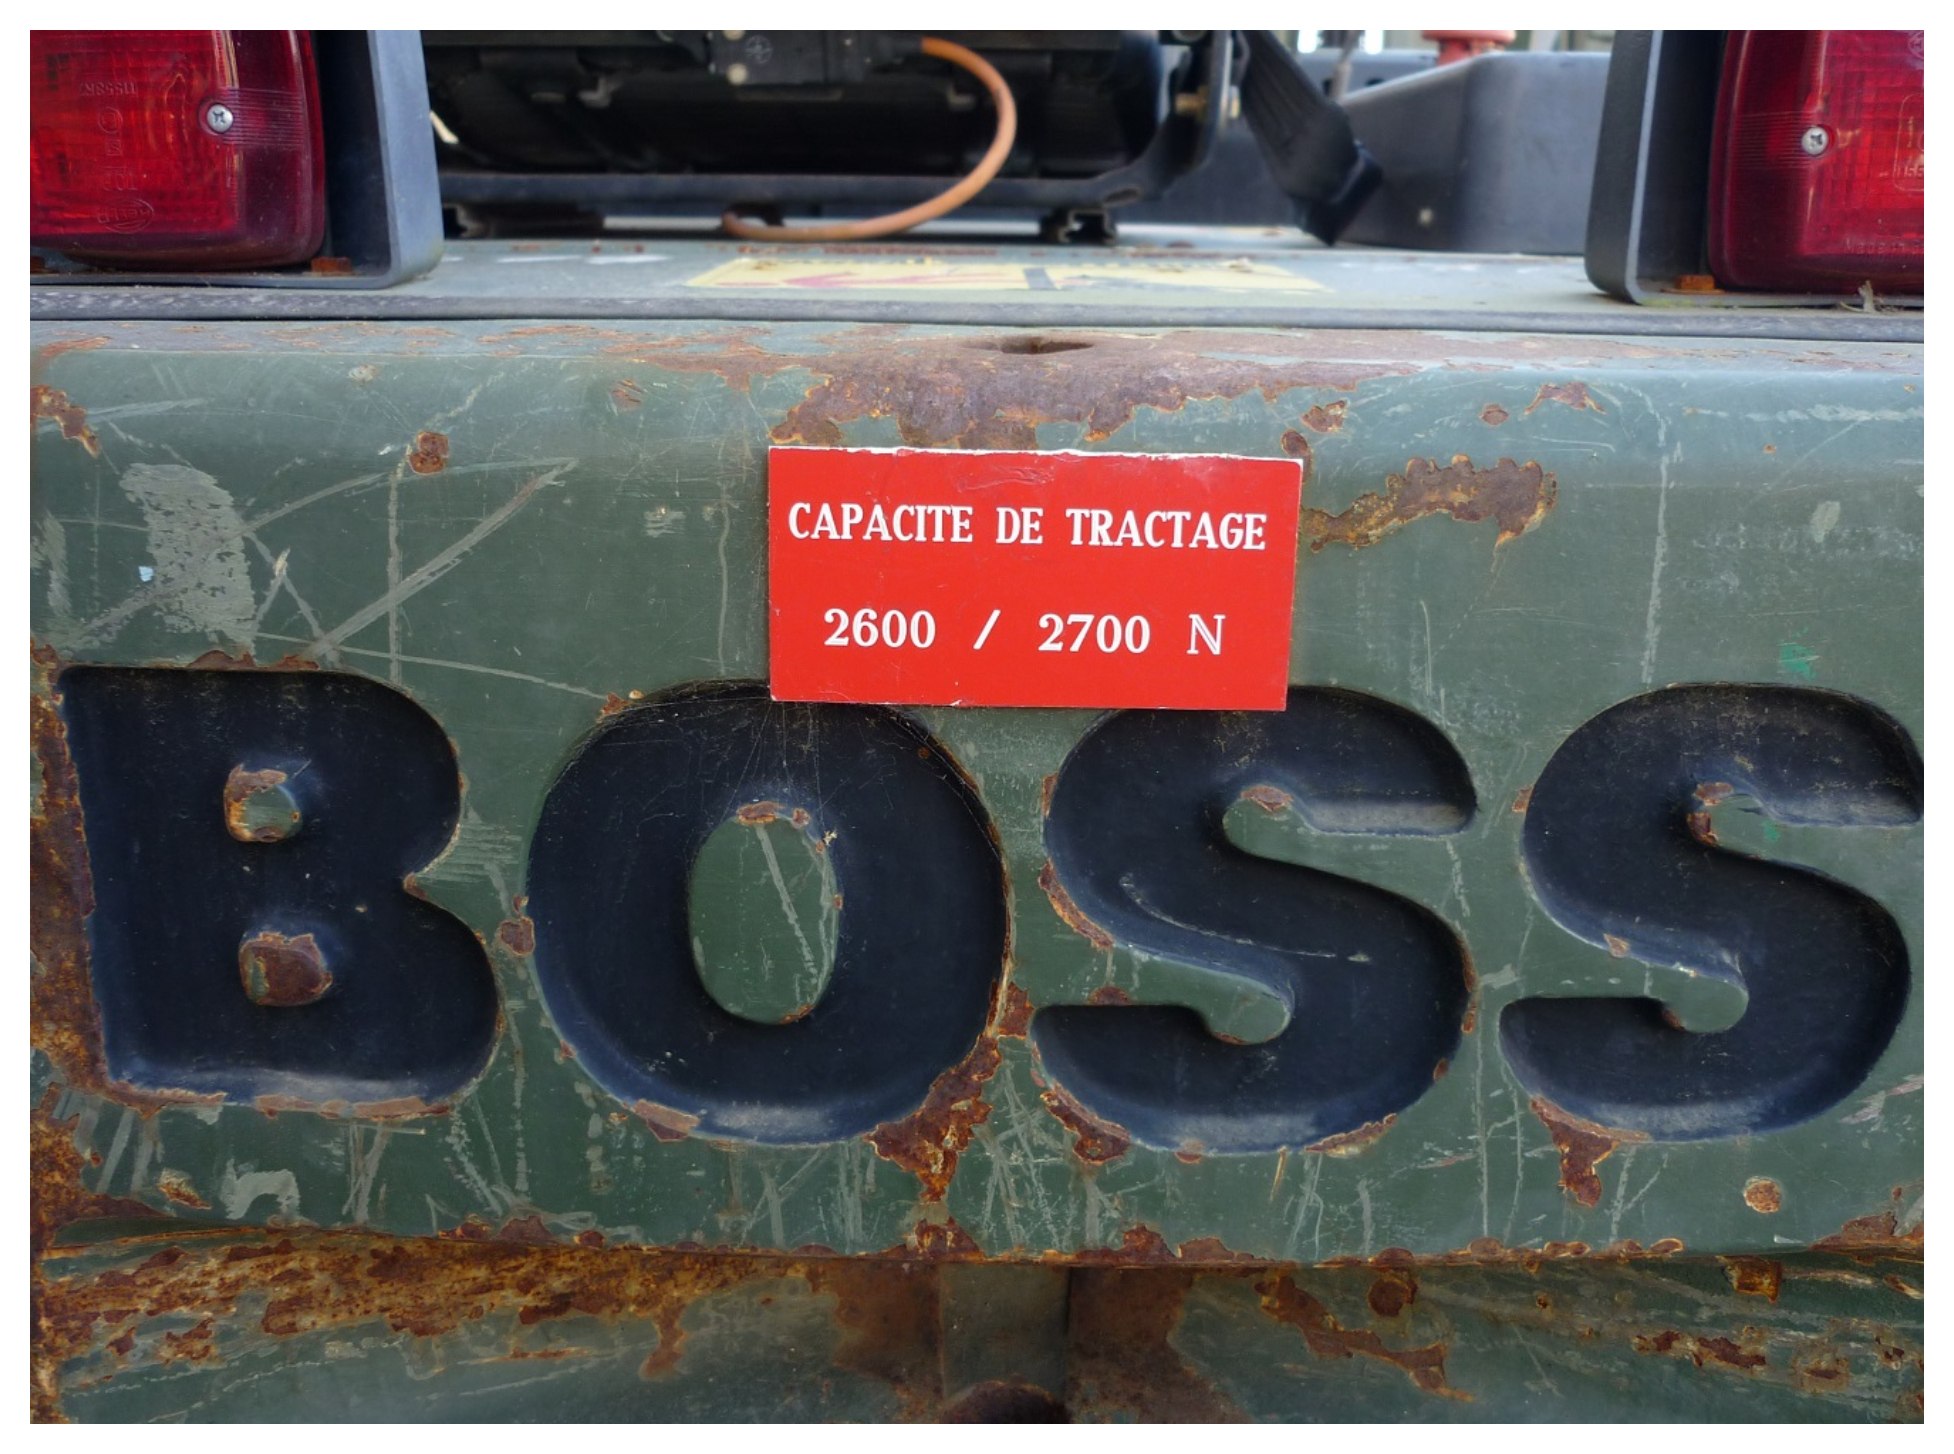 CAPACITE DE TRACTAGE
2600 / 2700 N
BOSS